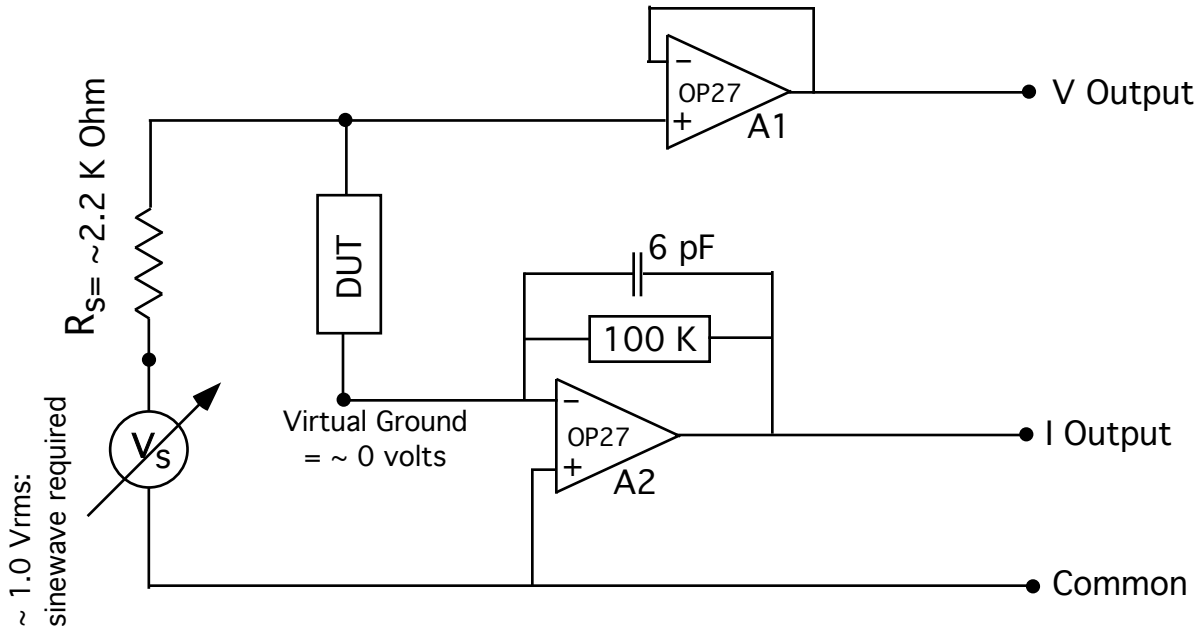 −
OP27
+
A1
V Output
R_S= ~2.2 K Ohm
DUT
6 pF
100 K
Virtual Ground
= ~ 0 volts
−
OP27
+
A2
I Output
V_S
~ 1.0 Vrms:
sinewave required
Common